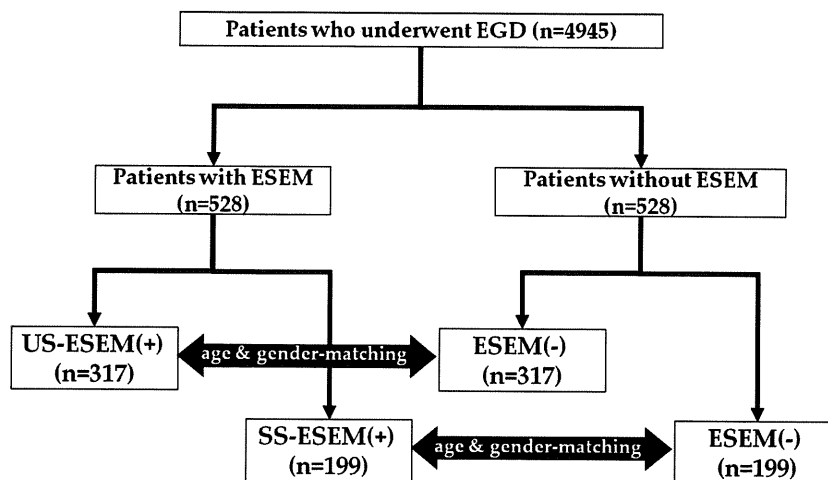 Patients who underwent EGD (n=4945)
Patients with ESEM
(n=528)
Patients without ESEM
(n=528)
US-ESEM(+)
(n=317)
age & gender-matching
ESEM(-)
(n=317)
SS-ESEM(+)
(n=199)
age & gender-matching
ESEM(-)
(n=199)